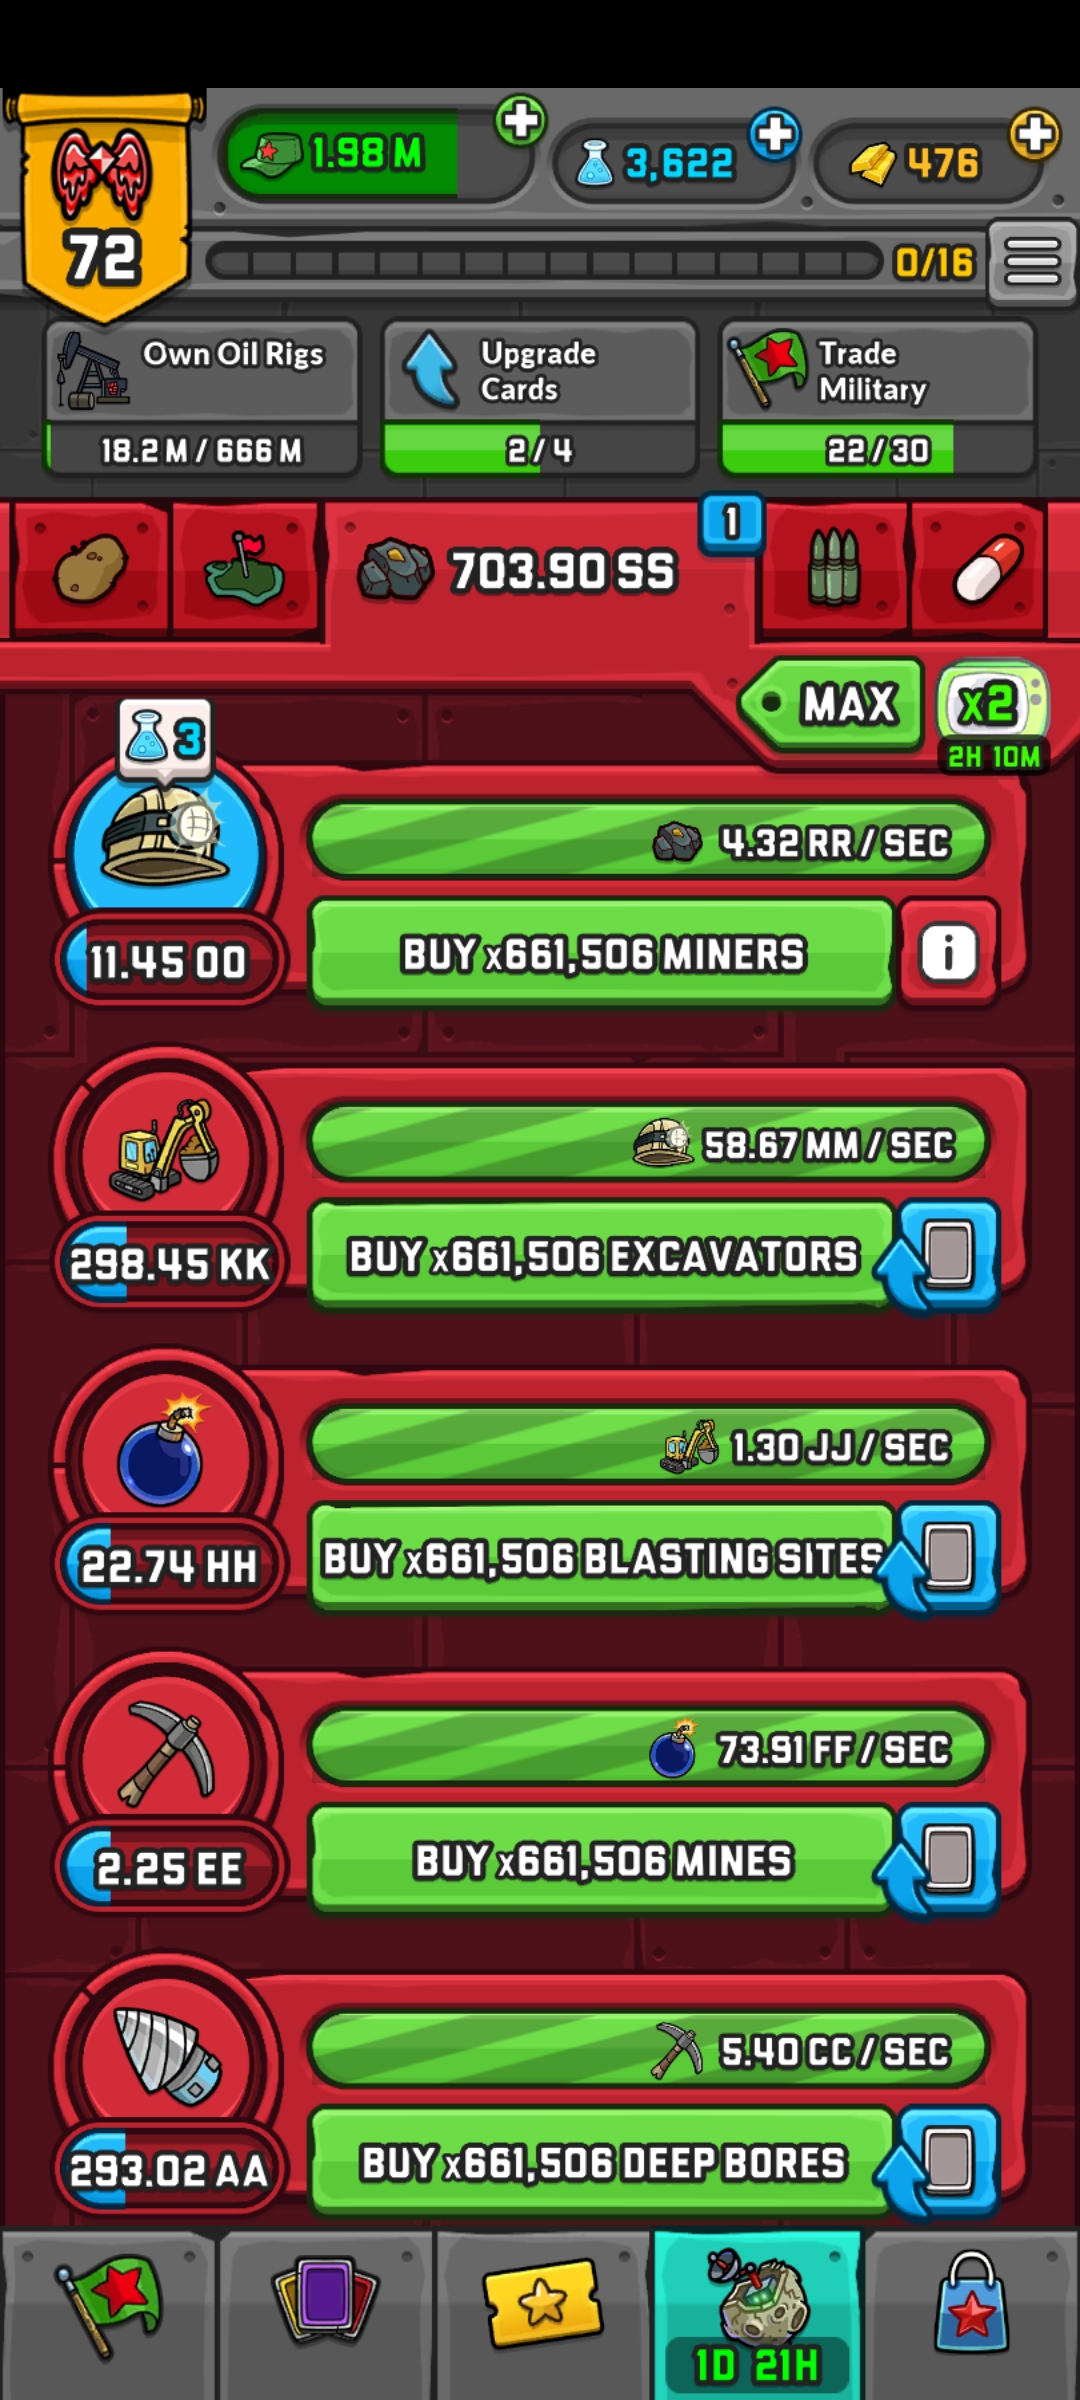 1.98 M
3,622
476
72
0/16
Own Oil Rigs
18.2 M / 666 M
Upgrade
Cards
2/4
Trade
Military
22/30
703.90 SS
1
MAX
x2
2H 10M
3
4.32 RR / SEC
11.45 OO
BUY x661,506 MINERS
i
58.67 MM / SEC
298.45 KK
BUY x661,506 EXCAVATORS
1.30 JJ / SEC
22.74 HH
BUY x661,506 BLASTING SITES
73.91 FF / SEC
2.25 EE
BUY x661,506 MINES
5.40 CC / SEC
293.02 AA
BUY x661,506 DEEP BORES
1D 21H